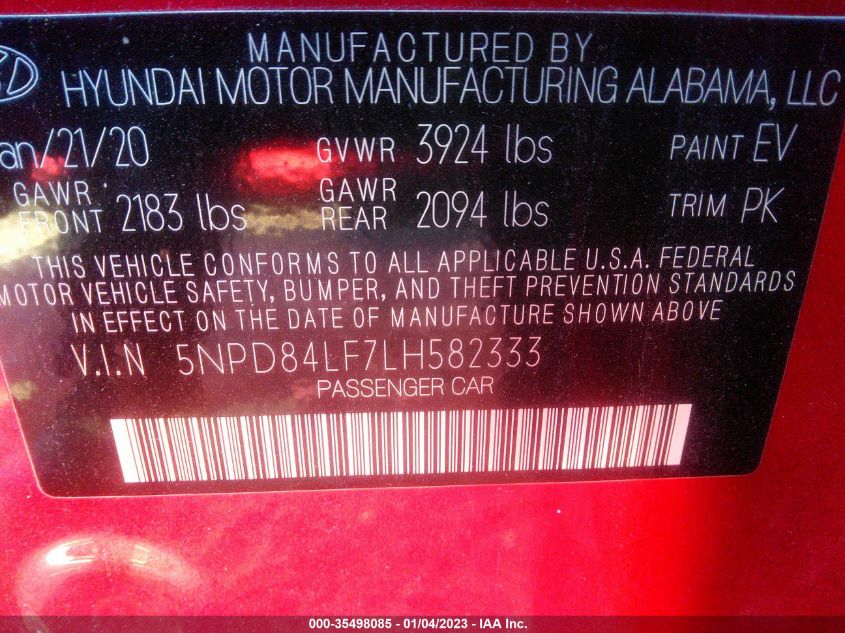 MANUFACTURED BY
HYUNDAI MOTOR MANUFACTURING ALABAMA, LLC
an/21/20 GVWR 3924 lbs PAINT EV
GAWR FRONT 2183 lbs GAWR REAR 2094 lbs TRIM PK
THIS VEHICLE CONFORMS TO ALL APPLICABLE U.S.A. FEDERAL
MOTOR VEHICLE SAFETY, BUMPER, AND THEFT PREVENTION STANDARDS
IN EFFECT ON THE DATE OF MANUFACTURE SHOWN ABOVE
V.I.N 5NPD84LF7LH582333
PASSENGER CAR
000-35498085 - 01/04/2023 - IAA Inc.